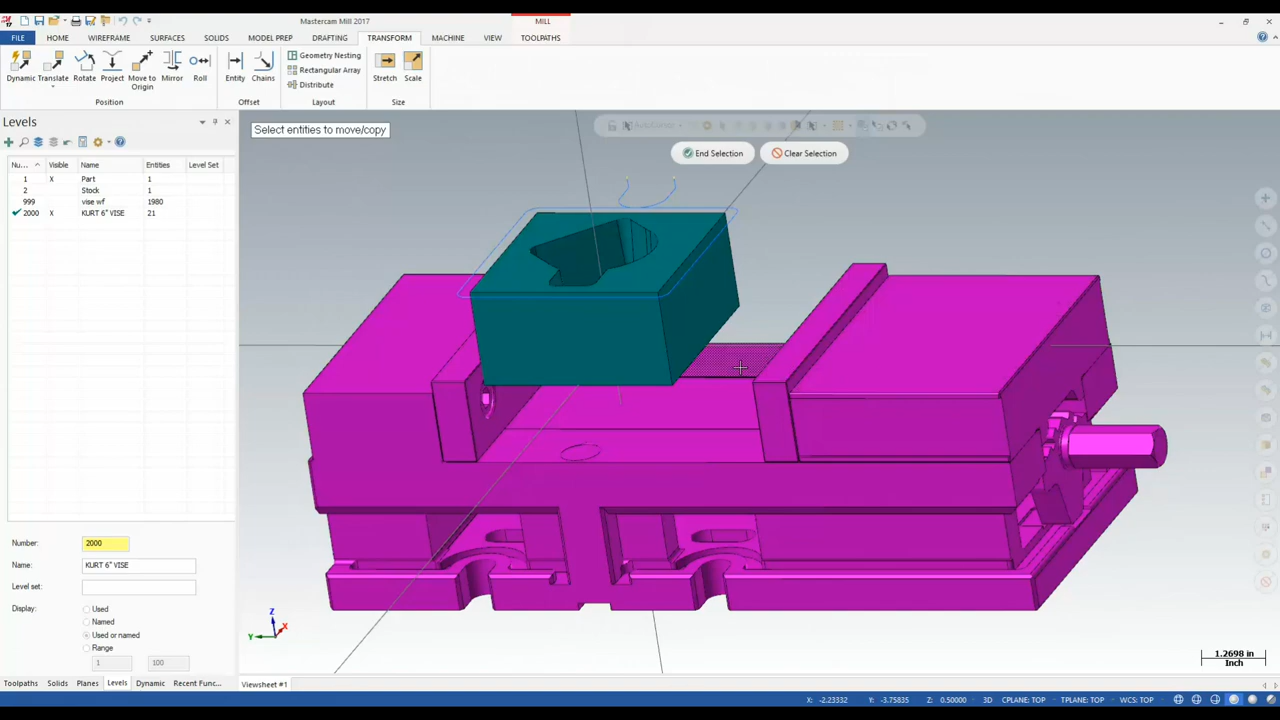 Mastercam Mill 2017
MILL
FILE HOME WIREFRAME SURFACES SOLIDS MODEL PREP DRAFTING TRANSFORM MACHINE VIEW TOOLPATHS
Dynamic Translate Rotate Project Move to Origin Mirror Roll
Entity Chains
Geometry Nesting
Rectangular Array
Distribute
Stretch Scale
Position Offset Layout Size
Levels
Select entities to move/copy
End Selection Clear Selection
Nu... Visible Name Entities Level Set
1 X Part 1
2 Stock 1
999 vise wf 1980
2000 X KURT 6" VISE 21
Number: 2000
Name: KURT 6" VISE
Level set:
Display: Used
Named
Used or named
Range
1 100
Z
Y X
1.2698 in
Inch
Toolpaths Solids Planes Levels Dynamic Recent Func...
Viewsheet #1
X: -2.23332 Y: -3.75835 Z: 0.50000 3D CPLANE: TOP TPLANE: TOP WCS: TOP